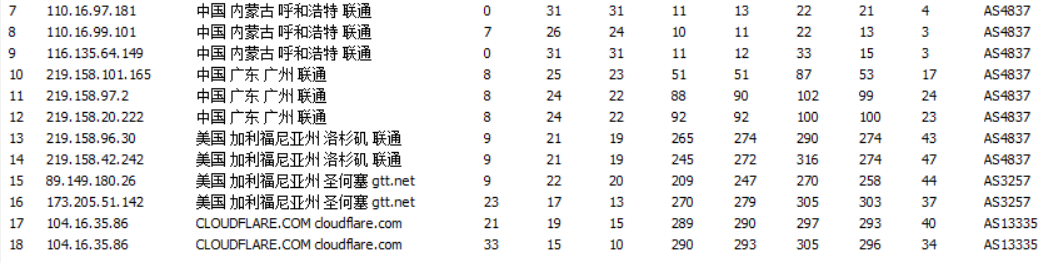 7 110.16.97.181 中国 内蒙古 呼和浩特 联通 0 31 31 11 13 22 21 4 AS4837
8 110.16.99.101 中国 内蒙古 呼和浩特 联通 7 26 24 10 11 22 13 3 AS4837
9 116.135.64.149 中国 内蒙古 呼和浩特 联通 0 31 31 11 12 33 15 3 AS4837
10 219.158.101.165 中国 广东 广州 联通 8 25 23 51 51 87 53 17 AS4837
11 219.158.97.2 中国 广东 广州 联通 8 24 22 88 90 102 99 24 AS4837
12 219.158.20.222 中国 广东 广州 联通 8 24 22 92 92 100 100 23 AS4837
13 219.158.96.30 美国 加利福尼亚州 洛杉矶 联通 9 21 19 265 274 290 274 43 AS4837
14 219.158.42.242 美国 加利福尼亚州 洛杉矶 联通 9 21 19 245 272 316 274 47 AS4837
15 89.149.180.26 美国 加利福尼亚州 圣何塞 gtt.net 9 22 20 209 247 270 258 44 AS3257
16 173.205.51.142 美国 加利福尼亚州 圣何塞 gtt.net 23 17 13 270 279 305 303 37 AS3257
17 104.16.35.86 CLOUDFLARE.COM cloudflare.com 21 19 15 289 290 297 293 40 AS13335
18 104.16.35.86 CLOUDFLARE.COM cloudflare.com 33 15 10 290 293 305 296 34 AS13335